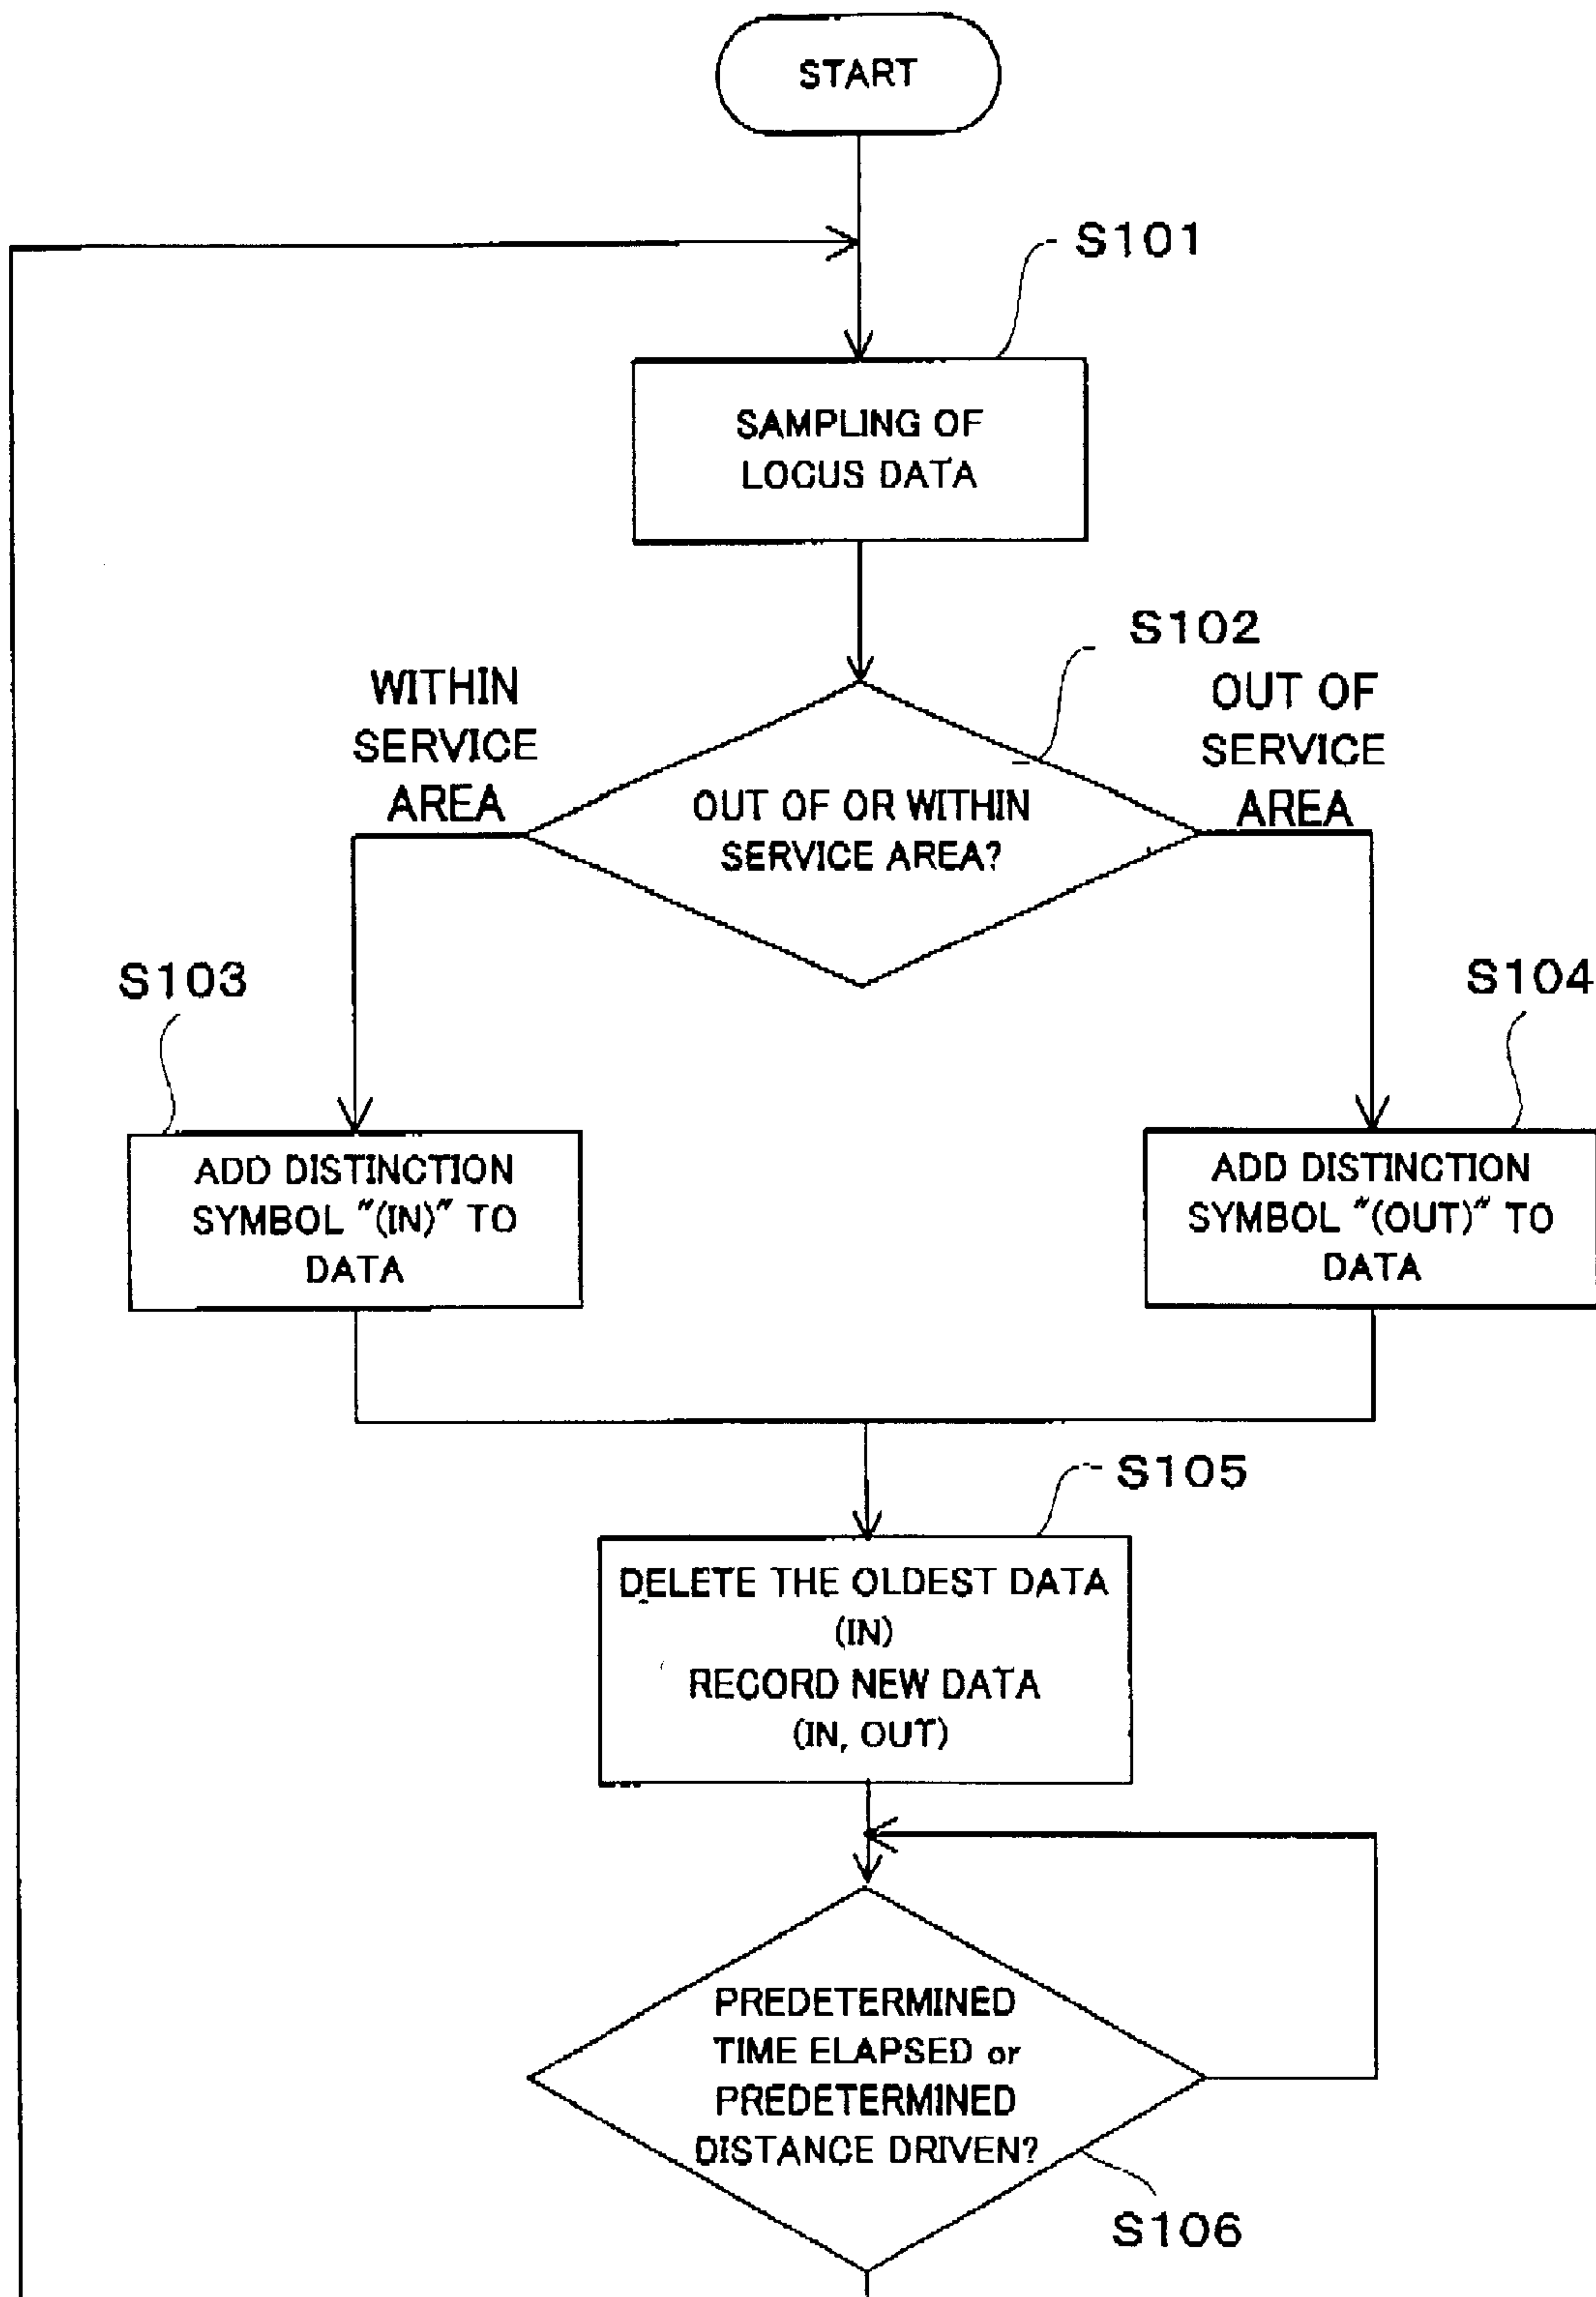 START
S101
SAMPLING OF
LOCUS DATA
S102
WITHIN
SERVICE
AREA
OUT OF
SERVICE
AREA
OUT OF OR WITHIN
SERVICE AREA?
S103
S104
ADD DISTINCTION
SYMBOL "(IN)" TO
DATA
ADD DISTINCTION
SYMBOL "(OUT)" TO
DATA
S105
DELETE THE OLDEST DATA
(IN)
RECORD NEW DATA
(IN, OUT)
PREDETERMINED
TIME ELAPSED or
PREDETERMINED
DISTANCE DRIVEN?
S106